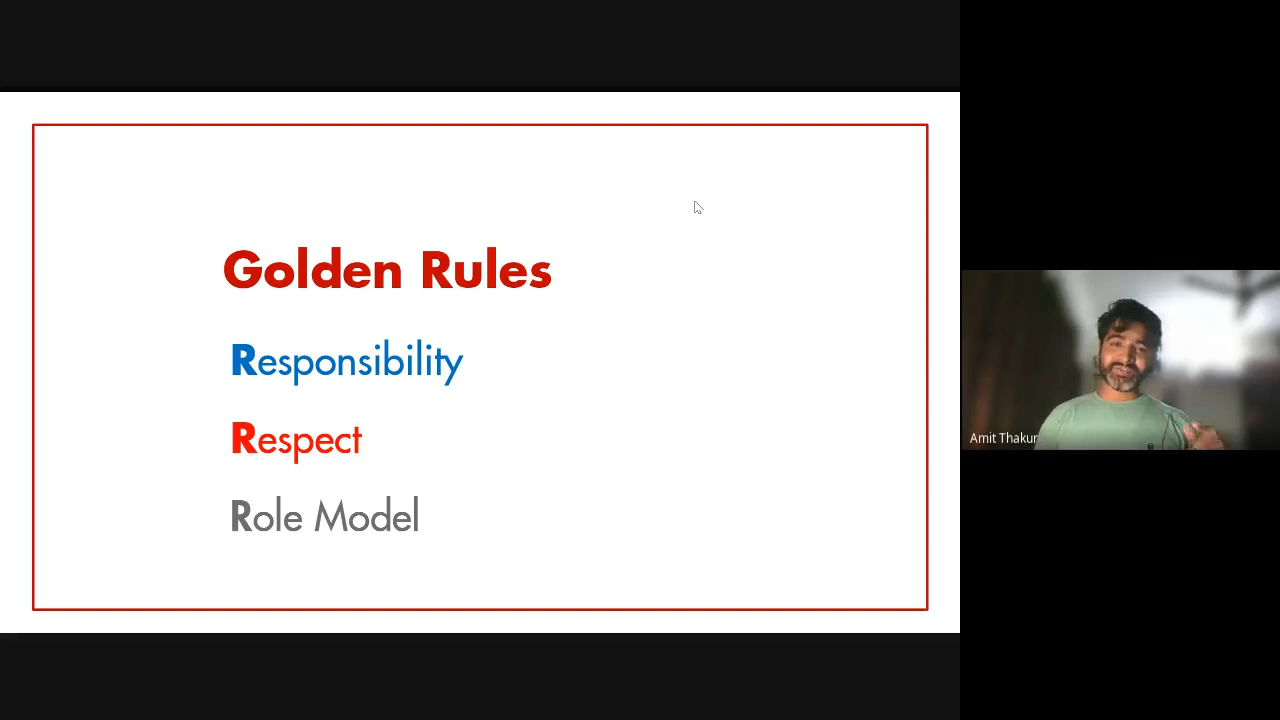 Golden Rules
Responsibility
Respect
Role Model
Amit Thakur